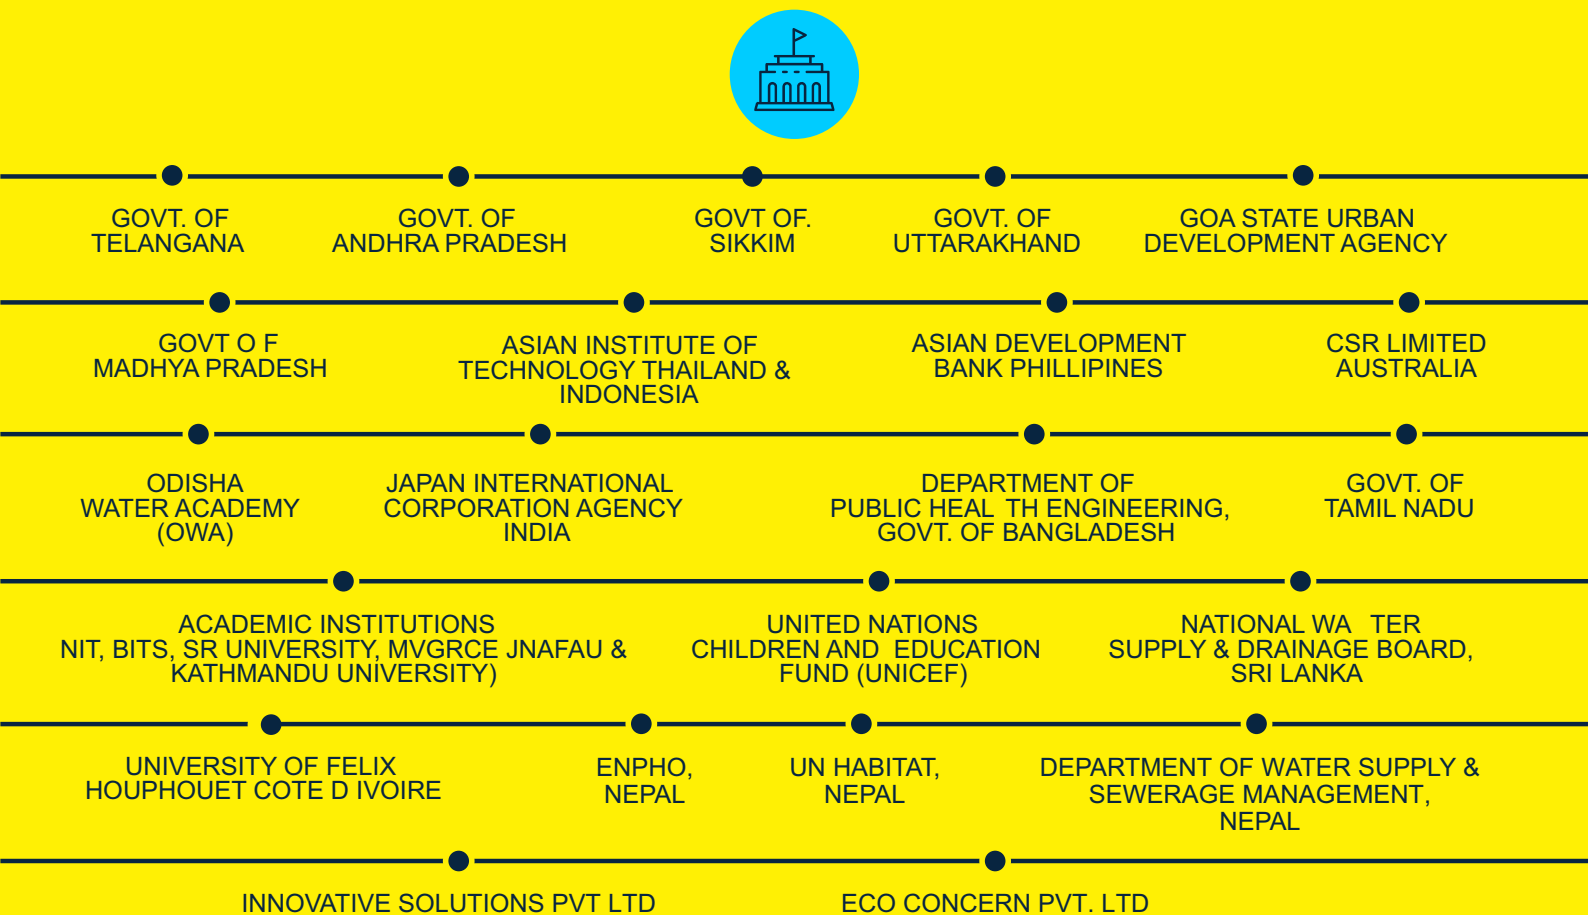 GOVT. OF
TELANGANA
GOVT. OF
ANDHRA PRADESH
GOVT OF.
SIKKIM
GOVT. OF
UTTARAKHAND
GOA STATE URBAN
DEVELOPMENT AGENCY
GOVT O F
MADHYA PRADESH
ASIAN INSTITUTE OF
TECHNOLOGY THAILAND &
INDONESIA
ASIAN DEVELOPMENT
BANK PHILLIPINES
CSR LIMITED
AUSTRALIA
ODISHA
WATER ACADEMY
(OWA)
JAPAN INTERNATIONAL
CORPORATION AGENCY
INDIA
DEPARTMENT OF
PUBLIC HEAL TH ENGINEERING,
GOVT. OF BANGLADESH
GOVT. OF
TAMIL NADU
ACADEMIC INSTITUTIONS
NIT, BITS, SR UNIVERSITY, MVGRCE JNAFAU &
KATHMANDU UNIVERSITY)
UNITED NATIONS
CHILDREN AND EDUCATION
FUND (UNICEF)
NATIONAL WA TER
SUPPLY & DRAINAGE BOARD,
SRI LANKA
UNIVERSITY OF FELIX
HOUPHOUET COTE D IVOIRE
ENPHO,
NEPAL
UN HABITAT,
NEPAL
DEPARTMENT OF WATER SUPPLY &
SEWERAGE MANAGEMENT,
NEPAL
INNOVATIVE SOLUTIONS PVT LTD
ECO CONCERN PVT. LTD